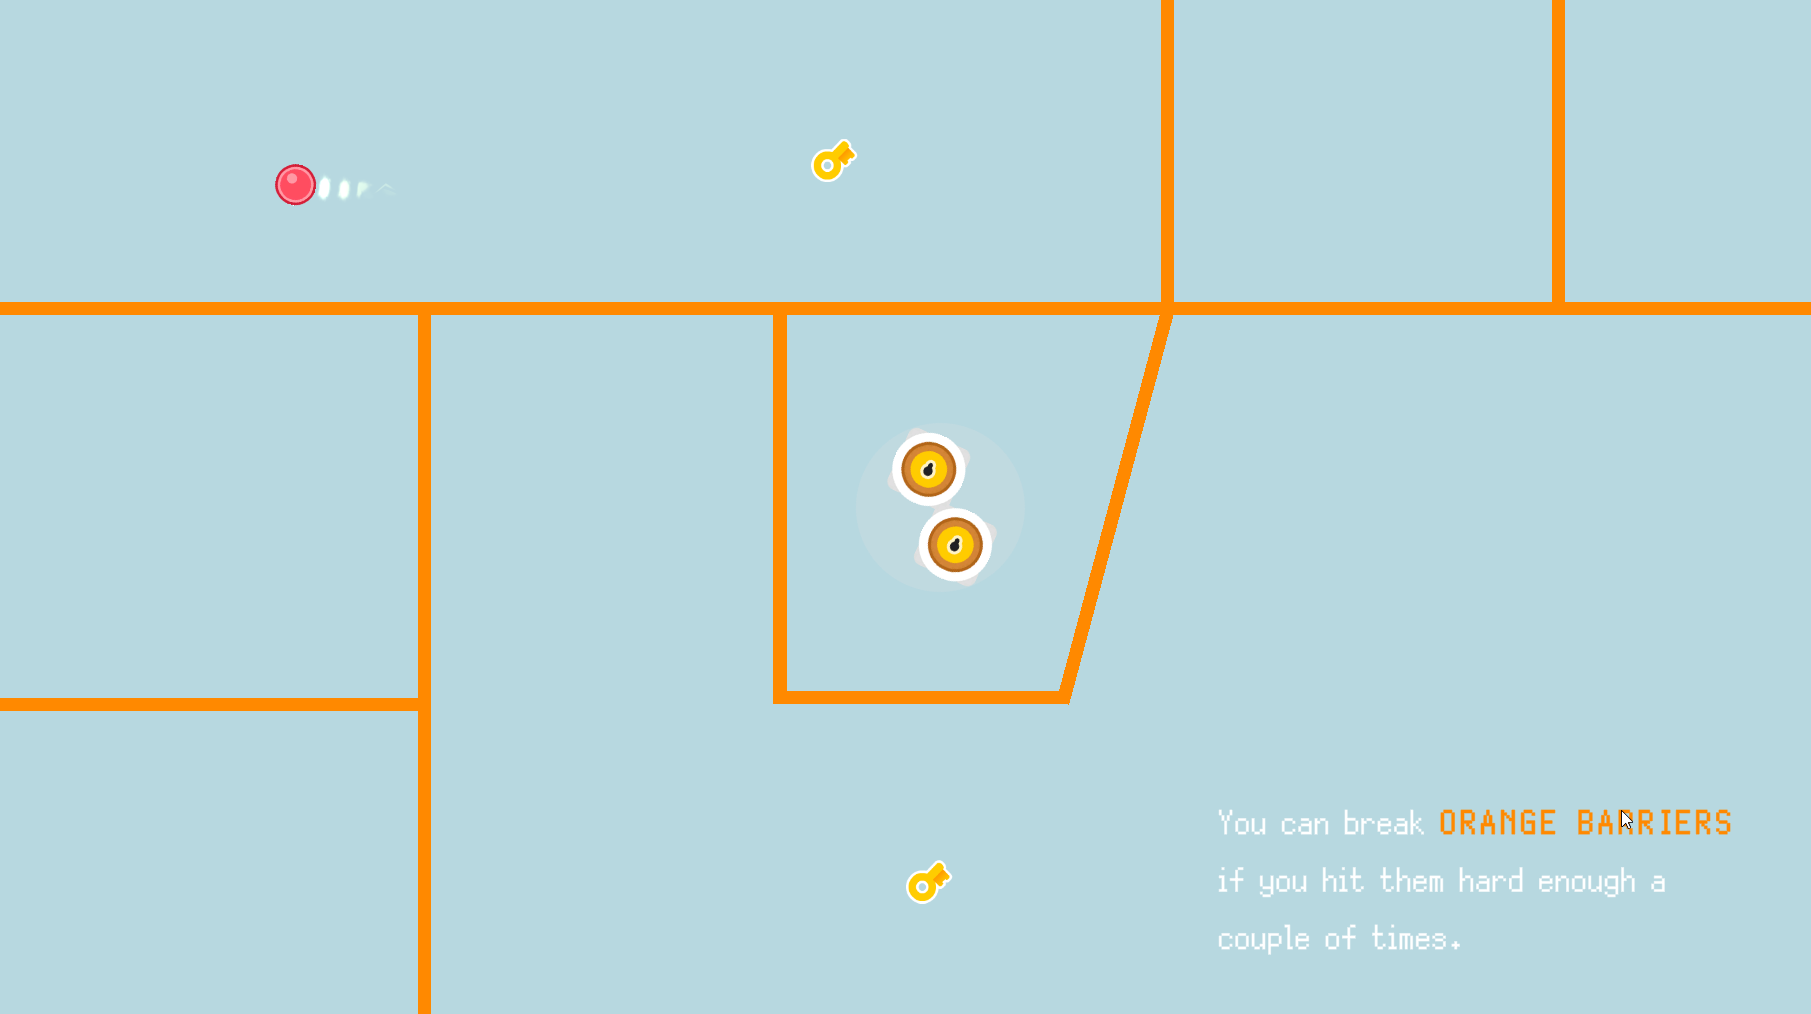 You can break ORANGE BARRIERS
if you hit them hard enough a
couple of times.